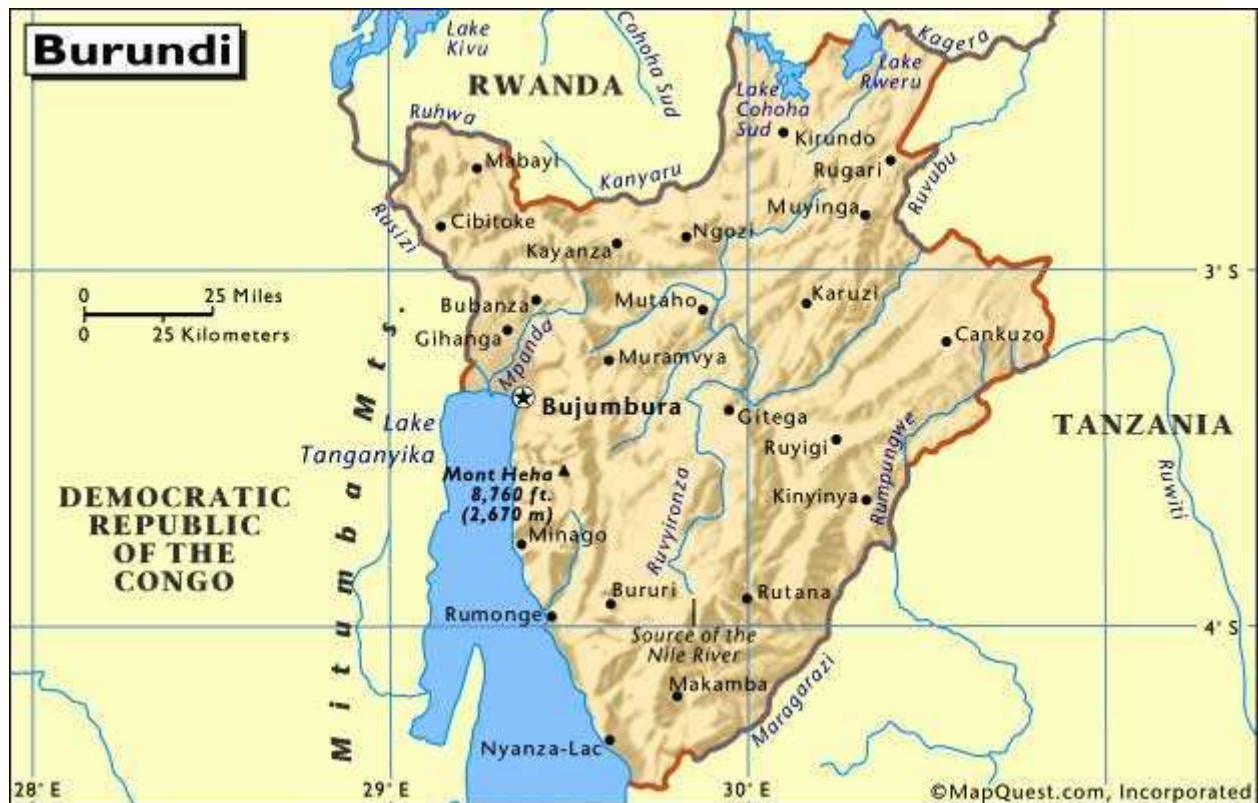 Burundi
Lake
Kivu
Cohoha Sud
RWANDA
Kagera
Lake
Rweru
Lake
Cohoha
Sud
Ruhwa
Kirundo
Mabayi
Kanyaru
Rugari
Ruvubu
Rusizi
Cibitoke
Muyinga
Kayanza
Ngozi
3° S
0 25 Miles
0 25 Kilometers
Bubanza
Mutaho
Karuzi
Gihanga
Mpanda
Cankuzo
Muramvya
Bujumbura
Gitega
Lake
Tanganyika
Ruyigi
TANZANIA
Mont Heha
8,760 ft.
(2,670 m)
Kinyinya
Rumpungwe
Ruwiti
DEMOCRATIC
REPUBLIC
OF THE
CONGO
Mitumba Mts.
Minago
Ruvyironza
Bururi
Rutana
Rumonge
Source of the
Nile River
4° S
Makamba
Maragarazi
Nyanza-Lac
28° E
29° E
30° E
©MapQuest.com, Incorporated